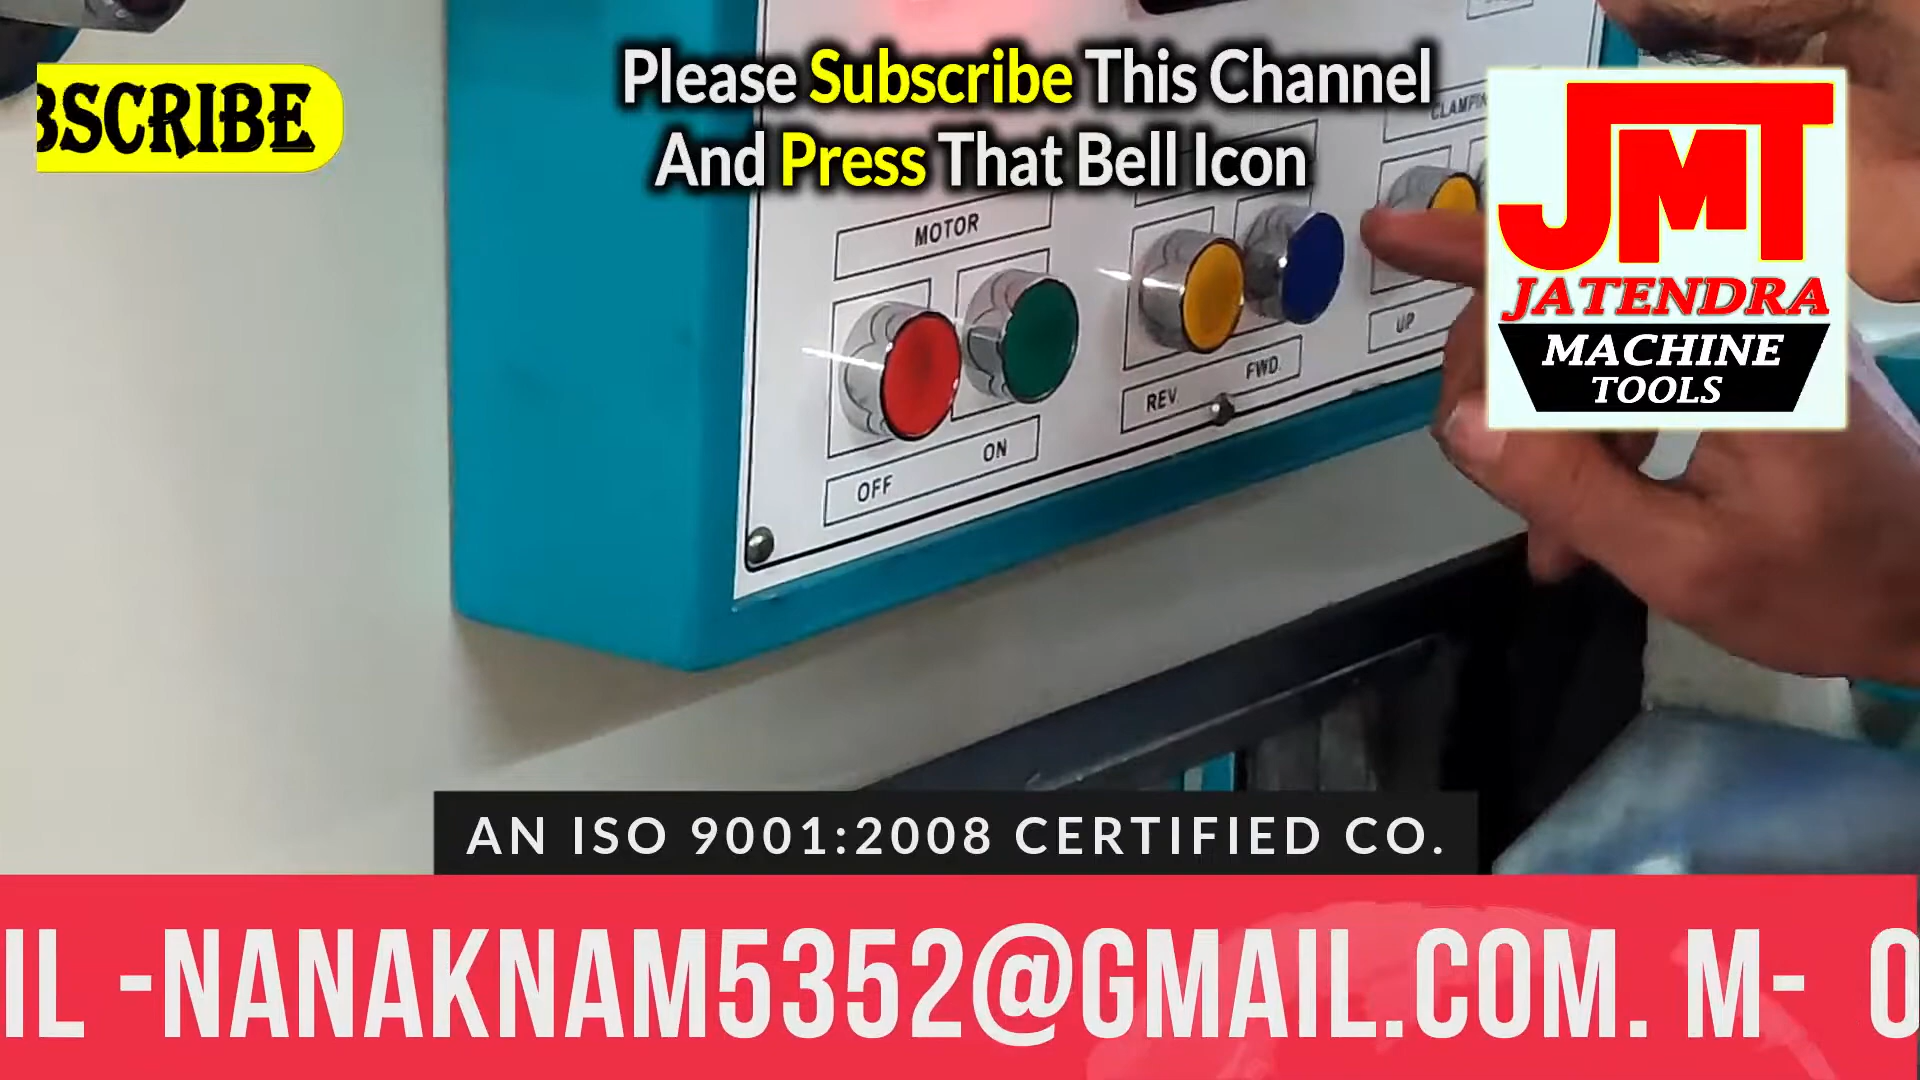 Please Subscribe This Channel
And Press That Bell Icon
BSCRIBE
JMT
JATENDRA
MACHINE
TOOLS
MOTOR
OFF ON
REV. FWD.
UP
AN ISO 9001:2008 CERTIFIED CO.
IL -NANAKNAM5352@GMAIL.COM. M-